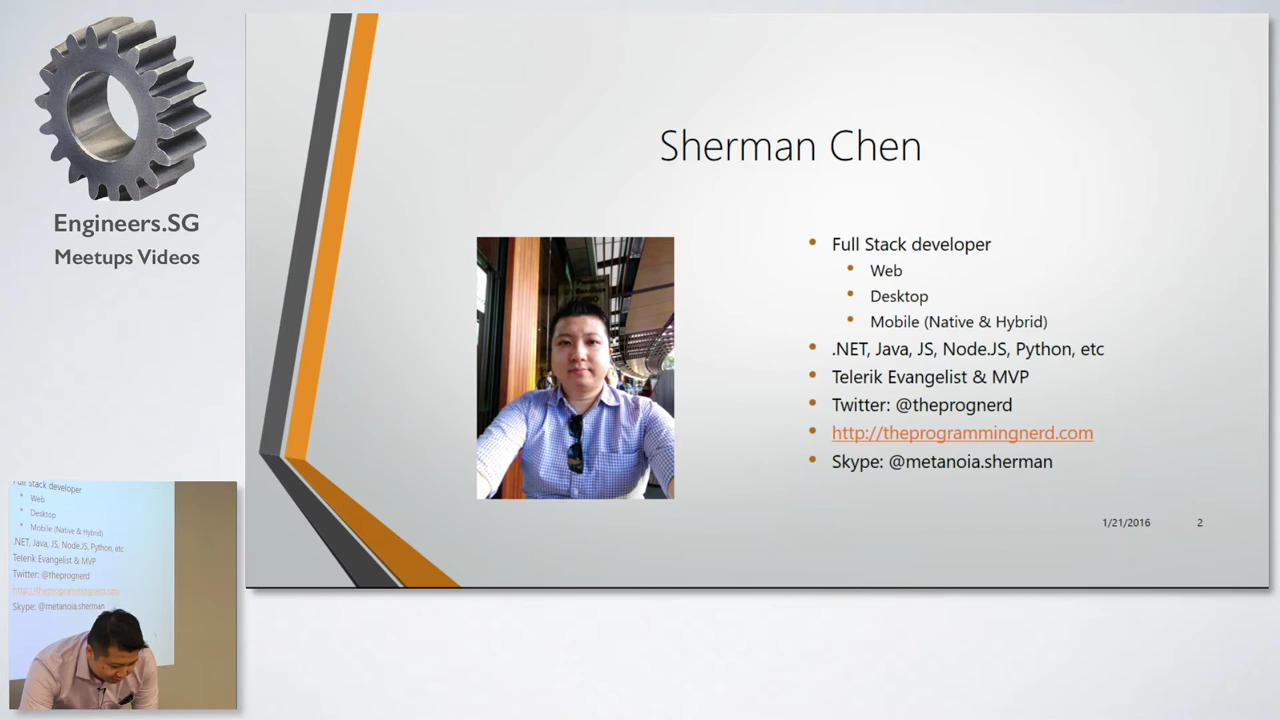 Engineers.SG
Meetups Videos
Sherman Chen
Full Stack developer
Web
Desktop
Mobile (Native & Hybrid)
.NET, Java, JS, Node.JS, Python, etc
Telerik Evangelist & MVP
Twitter: @theprognerd
http://theprogrammingnerd.com
Skype: @metanoia.sherman
1/21/2016 2
Full Stack developer
Web
Desktop
Mobile (Native & Hybrid)
.NET, Java, JS, Node.JS, Python, etc
Telerik Evangelist & MVP
Twitter: @theprognerd
http://theprogrammingnerd.com
Skype: @metanoia.sherman